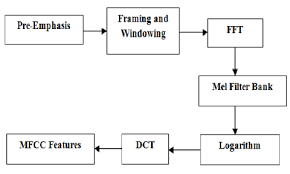 Pre-Emphasis
Framing and
Windowing
FFT
Mel Filter Bank
Logarithm
DCT
MFCC Features